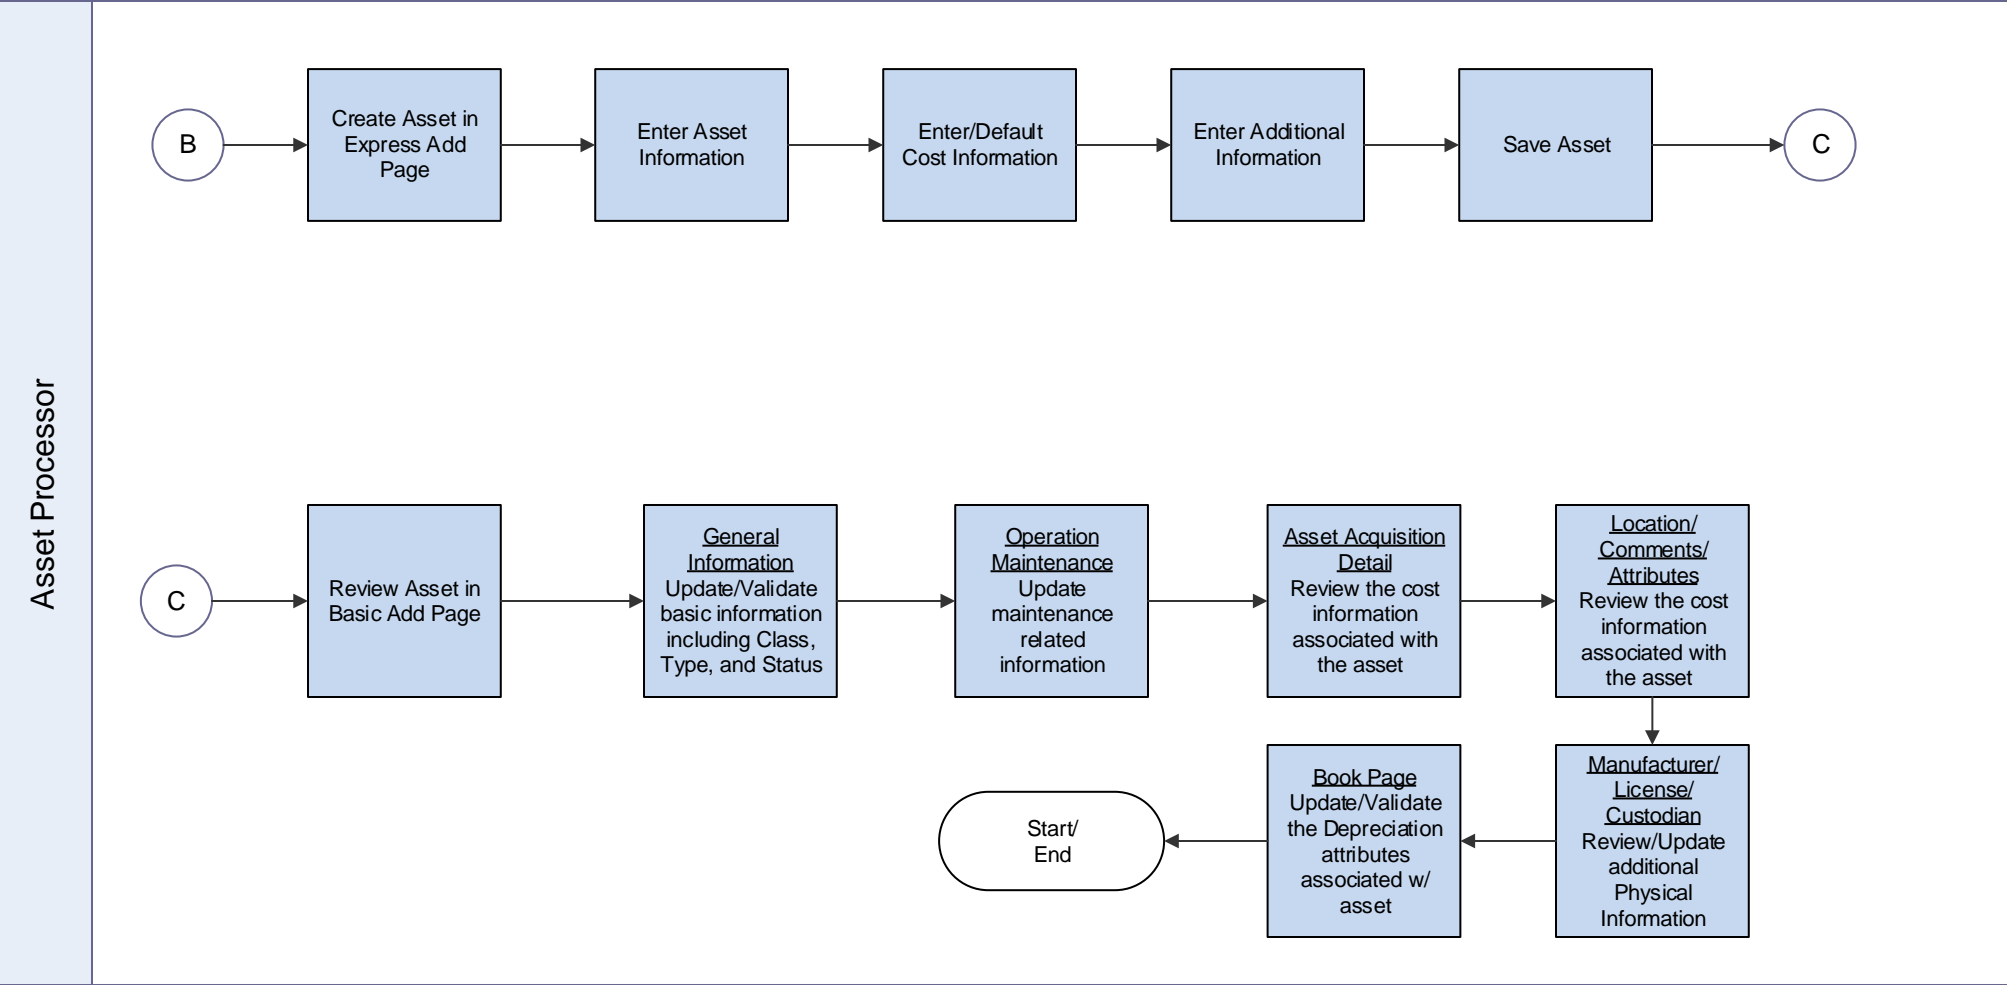 Asset Processor
B
Create Asset in
Express Add
Page
Enter Asset
Information
Enter/Default
Cost Information
Enter Additional
Information
Save Asset
C
C
Review Asset in
Basic Add Page
General
Information
Update/Validate
basic information
including Class,
Type, and Status
Operation
Maintenance
Update
maintenance
related
information
Asset Acquisition
Detail
Review the cost
information
associated with
the asset
Location/
Comments/
Attributes
Review the cost
information
associated with
the asset
Manufacturer/
License/
Custodian
Review/Update
additional
Physical
Information
Book Page
Update/Validate
the Depreciation
attributes
associated w/
asset
Start/
End